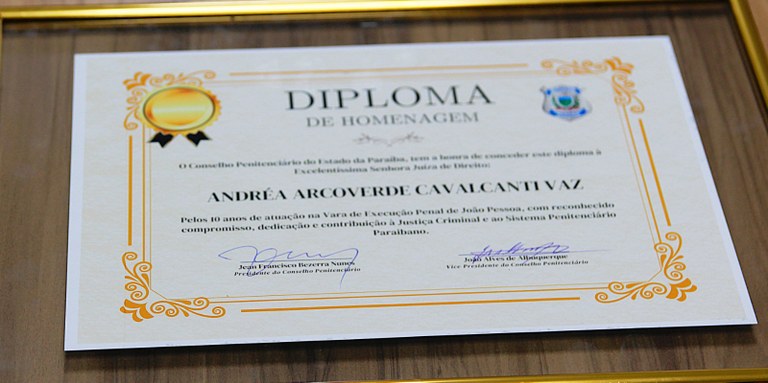 DIPLOMA
DE HOMENAGEM
O Conselho Penitenciário do Estado da Paraíba, tem a honra de conceder este diploma à
Excelentíssima Senhora Juíza de Direito:
ANDRÉA ARCOVERDE CAVALCANTI VAZ
Pelos 10 anos de atuação na Vara de Execução Penal de João Pessoa, com reconhecido
compromisso, dedicação e contribuição à Justiça Criminal e ao Sistema Penitenciário
Paraibano.
Jean Francisco Bezerra Nunes
Presidente do Conselho Penitenciário
João Alves de Albuquerque
Vice Presidente do Conselho Penitenciário